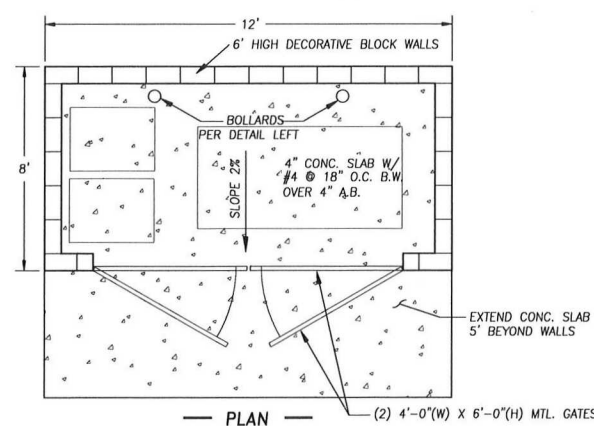 12'
6' HIGH DECORATIVE BLOCK WALLS
8'
BOLLARDS
PER DETAIL LEFT
SLOPE 2%
4" CONC. SLAB W/
#4 @ 18" O.C. B.W.
OVER 4" A.B.
EXTEND CONC. SLAB
5' BEYOND WALLS
(2) 4'-0"(W) X 6'-0"(H) MTL. GATES
PLAN